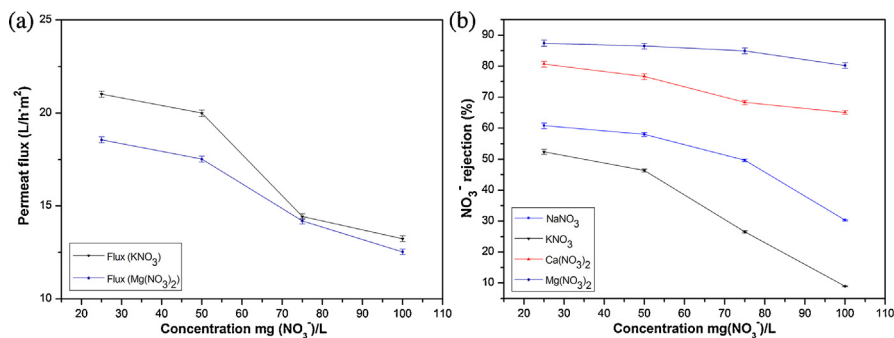 (a)
Permeat flux (L/h·m²)
25
20
15
10
Flux (KNO₃)
Flux (Mg(NO₃)₂)
20 30 40 50 60 70 80 90 100 110
Concentration mg (NO₃⁻)/L
(b)
NO₃⁻ rejection (%)
90
80
70
60
50
40
30
20
10
NaNO₃
KNO₃
Ca(NO₃)₂
Mg(NO₃)₂
20 30 40 50 60 70 80 90 100 110
Concentration mg(NO₃⁻)/L